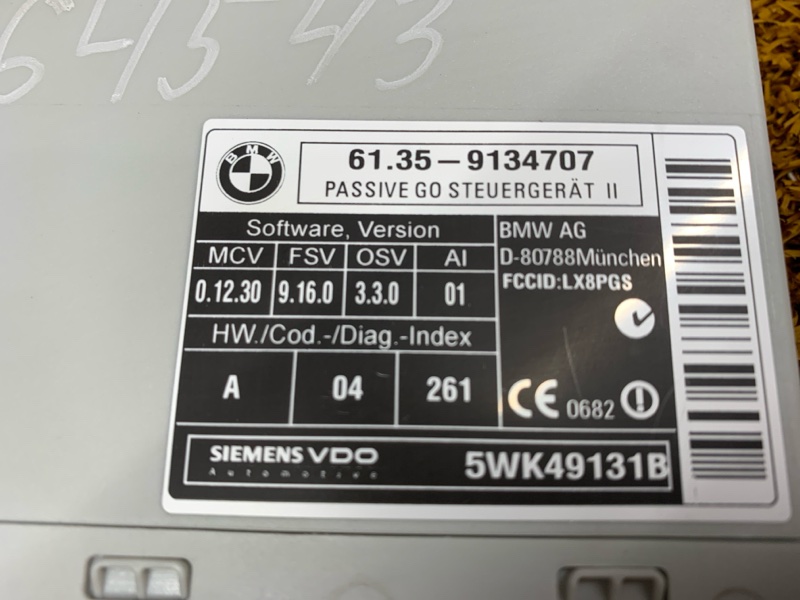 64543
BMW
61.35-9134707
PASSIVE GO STEUERGERÄT II
Software, Version
MCV FSV OSV AI
0.12.30 9.16.0 3.3.0 01
HW./Cod.-/Diag.-Index
A 04 261
BMW AG
D-80788München
FCCID:LX8PGS
CE 0682
SIEMENS VDO
Automotive
5WK49131B